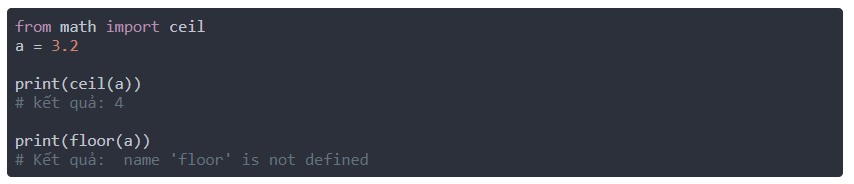 from math import ceil
a = 3.2
print(ceil(a))
# kết quả: 4
print(floor(a))
# Kết quả:  name 'floor' is not defined